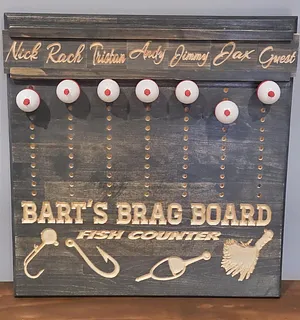 Nick Rach Tristan Andy Jimmy Jax Guest
BART'S BRAG BOARD
FISH COUNTER